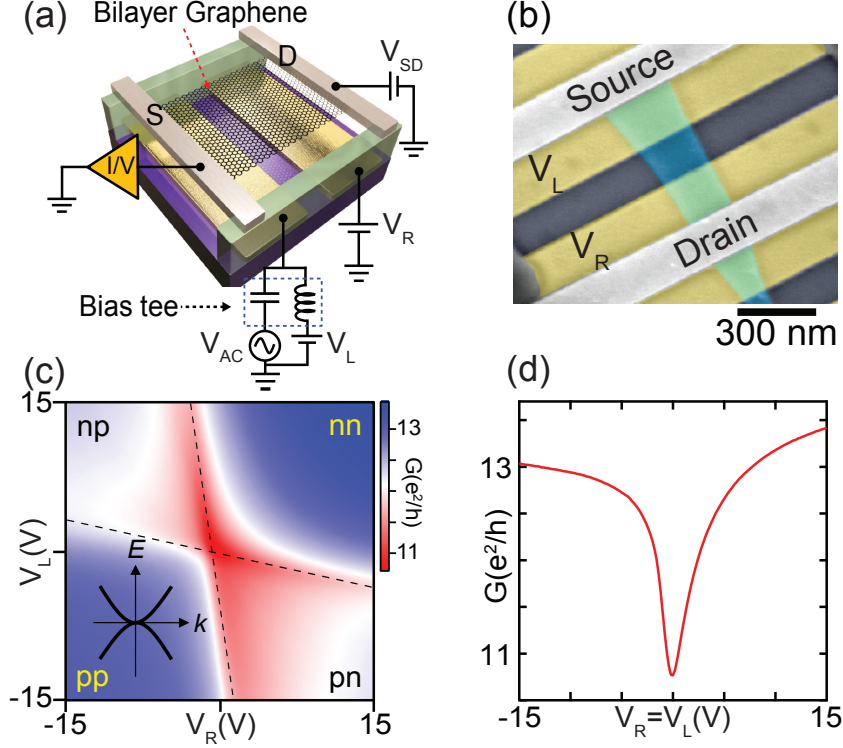 (a)
Bilayer Graphene
D
V_SD
S
I/V
V_R
Bias tee
V_AC
V_L
(b)
Source
V_L
V_R
Drain
300 nm
(c)
15
np
nn
13
G(e²/h)
11
V_L(V)
E
k
pp
pn
-15
-15
V_R(V)
15
(d)
13
G(e²/h)
11
-15
V_R=V_L(V)
15